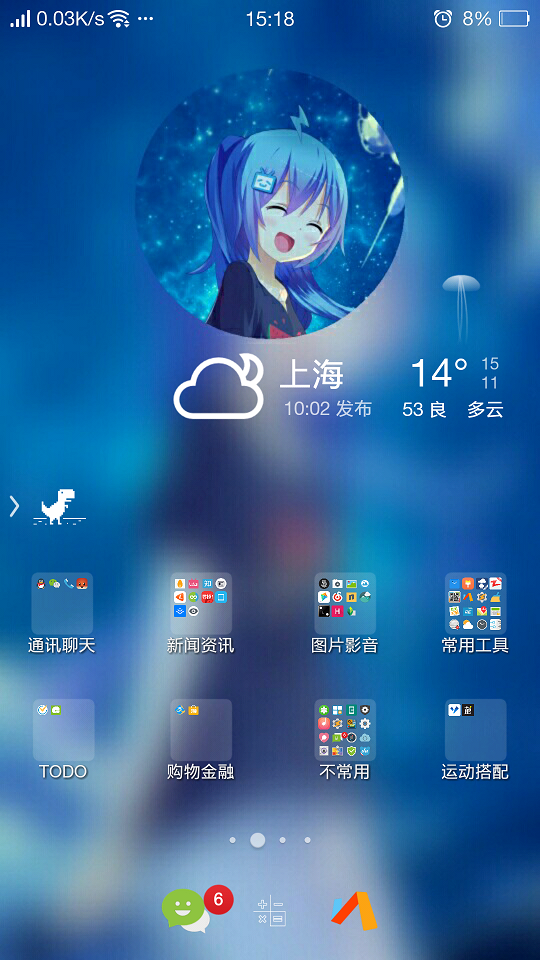 0.03K/s 15:18 8%
上海 14° 15
11
10:02 发布 53 良 多云
通讯聊天 新闻资讯 图片影音 常用工具
TODO 购物金融 不常用 运动搭配
6